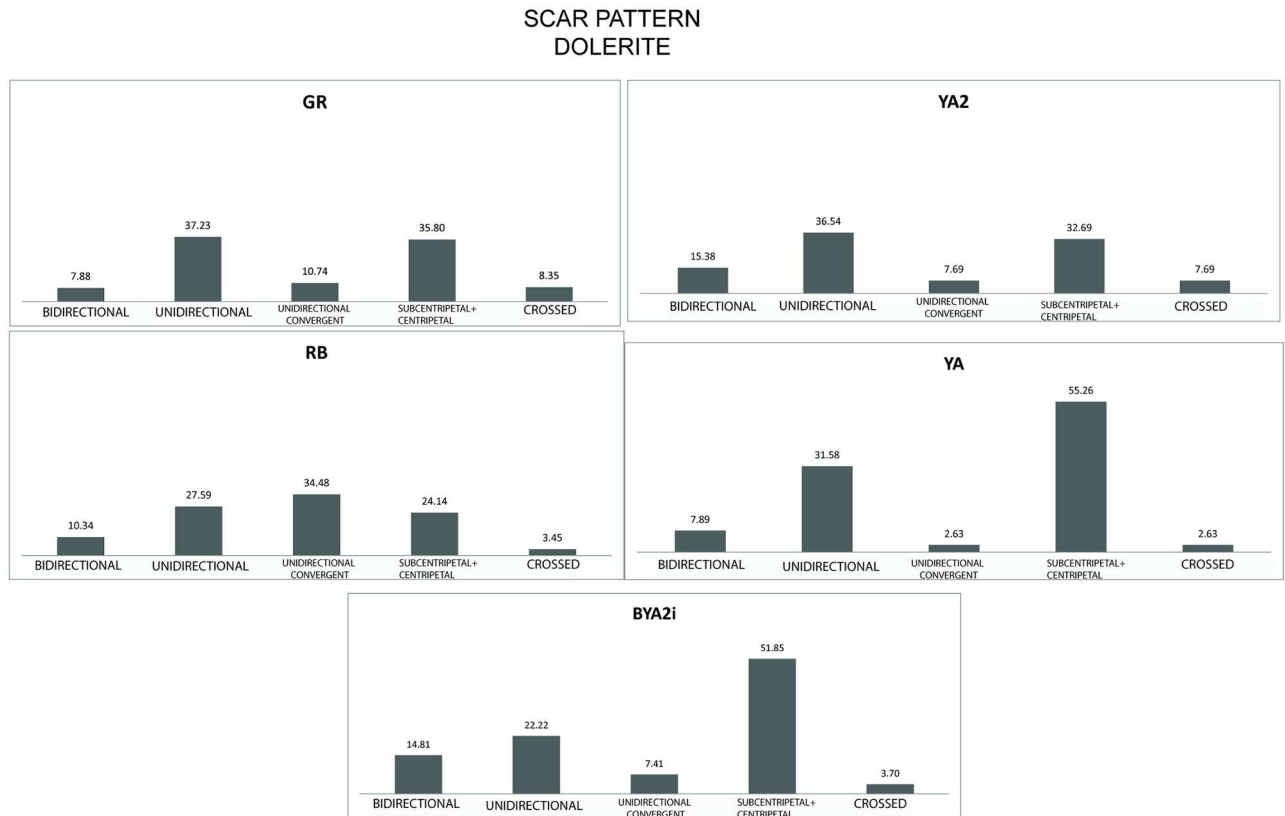 SCAR PATTERN
DOLERITE
GR
37.23
35.80
10.74
7.88
8.35
BIDIRECTIONAL
UNIDIRECTIONAL
UNIDIRECTIONAL
CONVERGENT
SUBCENTRIPETAL+
CENTRIPETAL
CROSSED
YA2
36.54
32.69
15.38
7.69
7.69
BIDIRECTIONAL
UNIDIRECTIONAL
UNIDIRECTIONAL
CONVERGENT
SUBCENTRIPETAL+
CENTRIPETAL
CROSSED
RB
34.48
27.59
24.14
10.34
3.45
BIDIRECTIONAL
UNIDIRECTIONAL
UNIDIRECTIONAL
CONVERGENT
SUBCENTRIPETAL+
CENTRIPETAL
CROSSED
YA
55.26
31.58
7.89
2.63
2.63
BIDIRECTIONAL
UNIDIRECTIONAL
UNIDIRECTIONAL
CONVERGENT
SUBCENTRIPETAL+
CENTRIPETAL
CROSSED
BYA2i
51.85
22.22
14.81
7.41
3.70
BIDIRECTIONAL
UNIDIRECTIONAL
UNIDIRECTIONAL
CONVERGENT
SUBCENTRIPETAL+
CENTRIPETAL
CROSSED